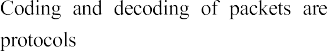 Coding and decoding of packets are
protocols